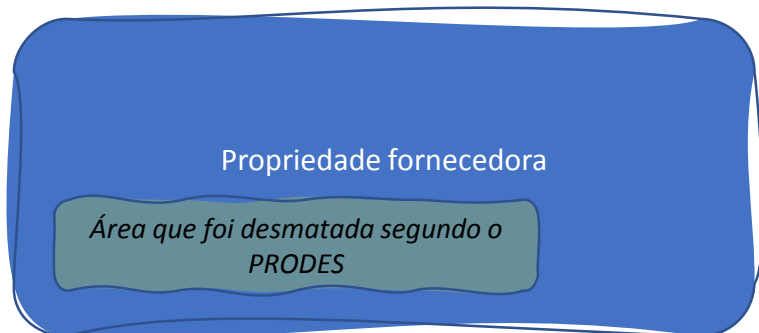 Propriedade fornecedora
Área que foi desmatada segundo o
PRODES